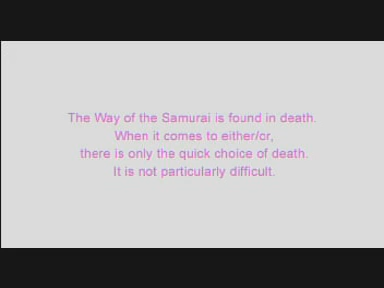 The Way of the Samurai is found in death.
When it comes to either/or,
there is only the quick choice of death.
It is not particularly difficult.